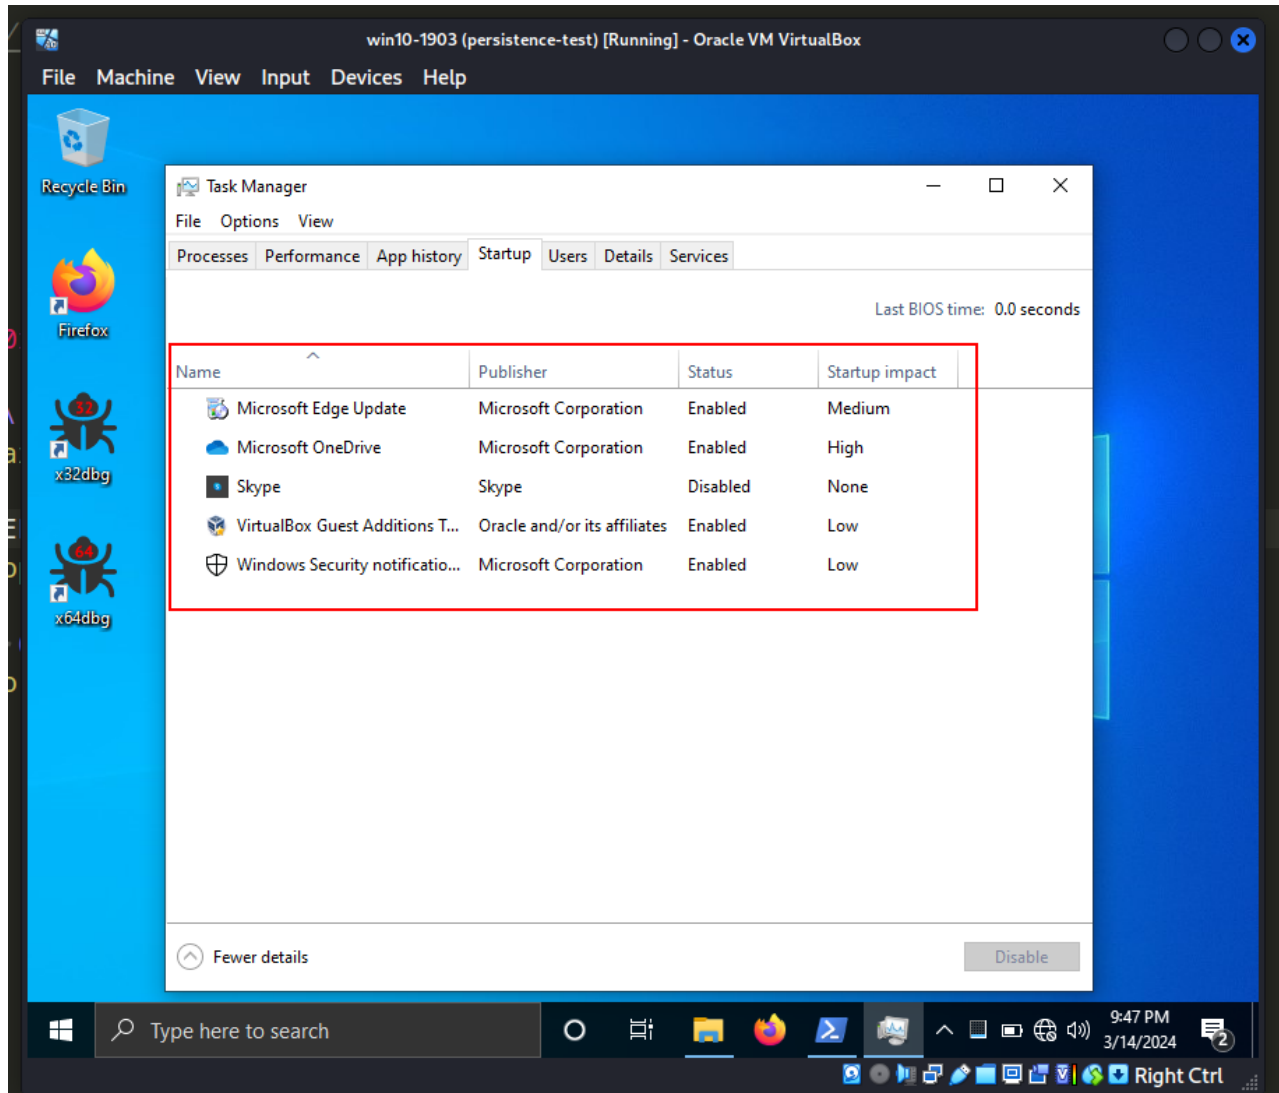 win10-1903 (persistence-test) [Running] - Oracle VM VirtualBox
File Machine View Input Devices Help
Recycle Bin
Task Manager
File Options View
Processes Performance App history Startup Users Details Services
Last BIOS time: 0.0 seconds
Firefox
Name Publisher Status Startup impact
Microsoft Edge Update Microsoft Corporation Enabled Medium
Microsoft OneDrive Microsoft Corporation Enabled High
32
x32dbg
Skype Skype Disabled None
VirtualBox Guest Additions T... Oracle and/or its affiliates Enabled Low
Windows Security notificatio... Microsoft Corporation Enabled Low
64
x64dbg
Fewer details Disable
Type here to search
9:47 PM
3/14/2024
2
Right Ctrl